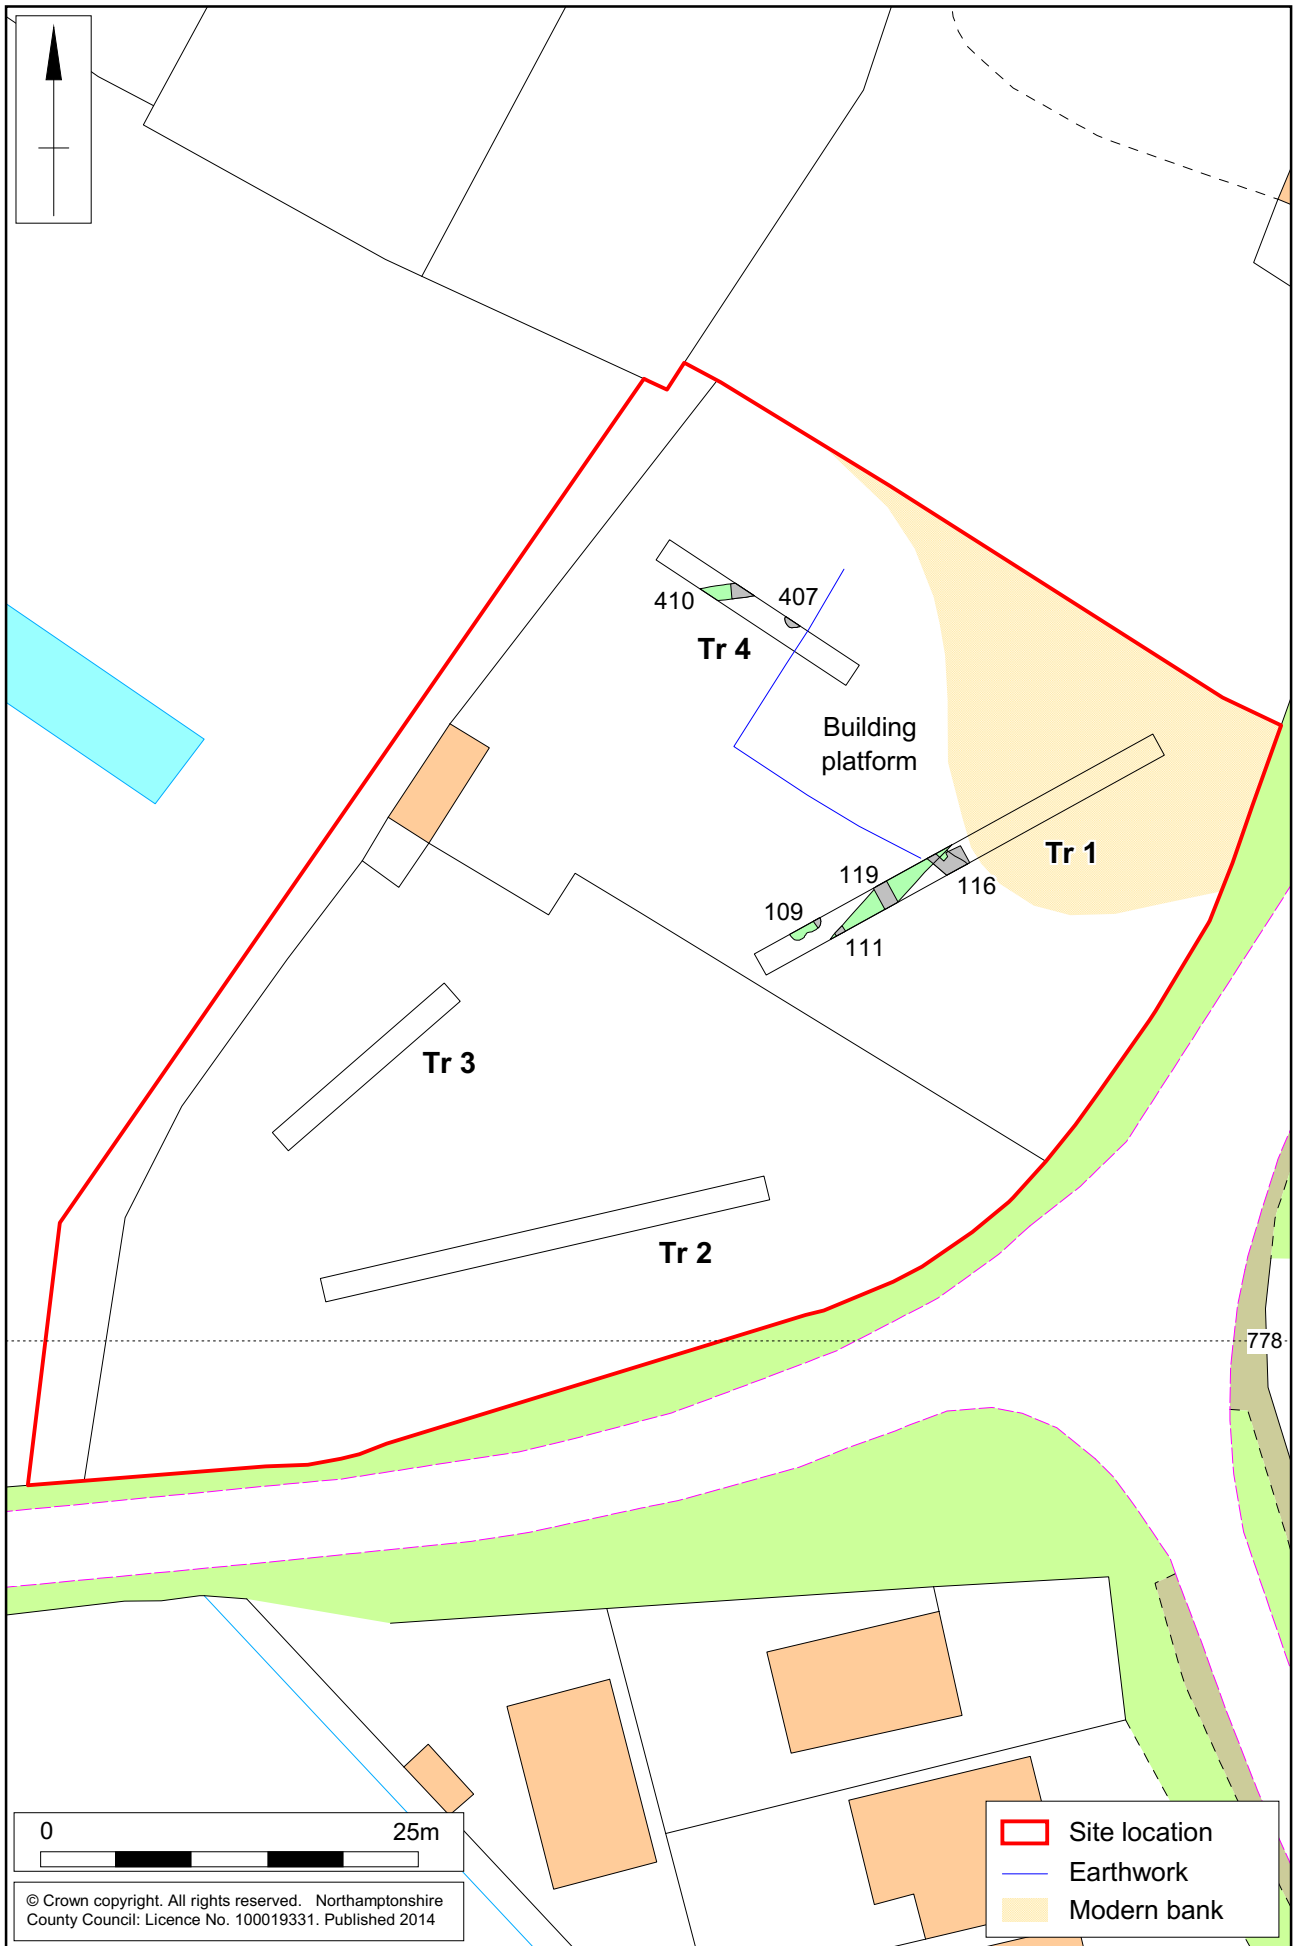 410
407
Tr 4
Building
platform
Tr 1
119
116
109
111
Tr 3
Tr 2
778
0 25m
© Crown copyright. All rights reserved. Northamptonshire
County Council: Licence No. 100019331. Published 2014
Site location
Earthwork
Modern bank